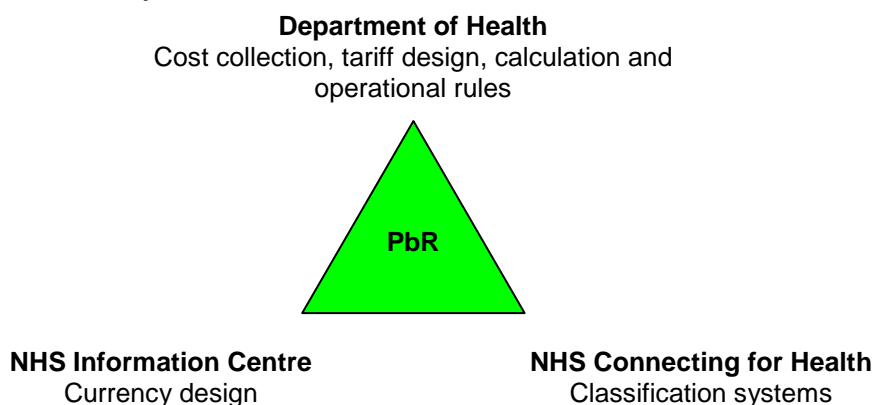 Department of Health
Cost collection, tariff design, calculation and
operational rules
PbR
NHS Information Centre
Currency design
NHS Connecting for Health
Classification systems